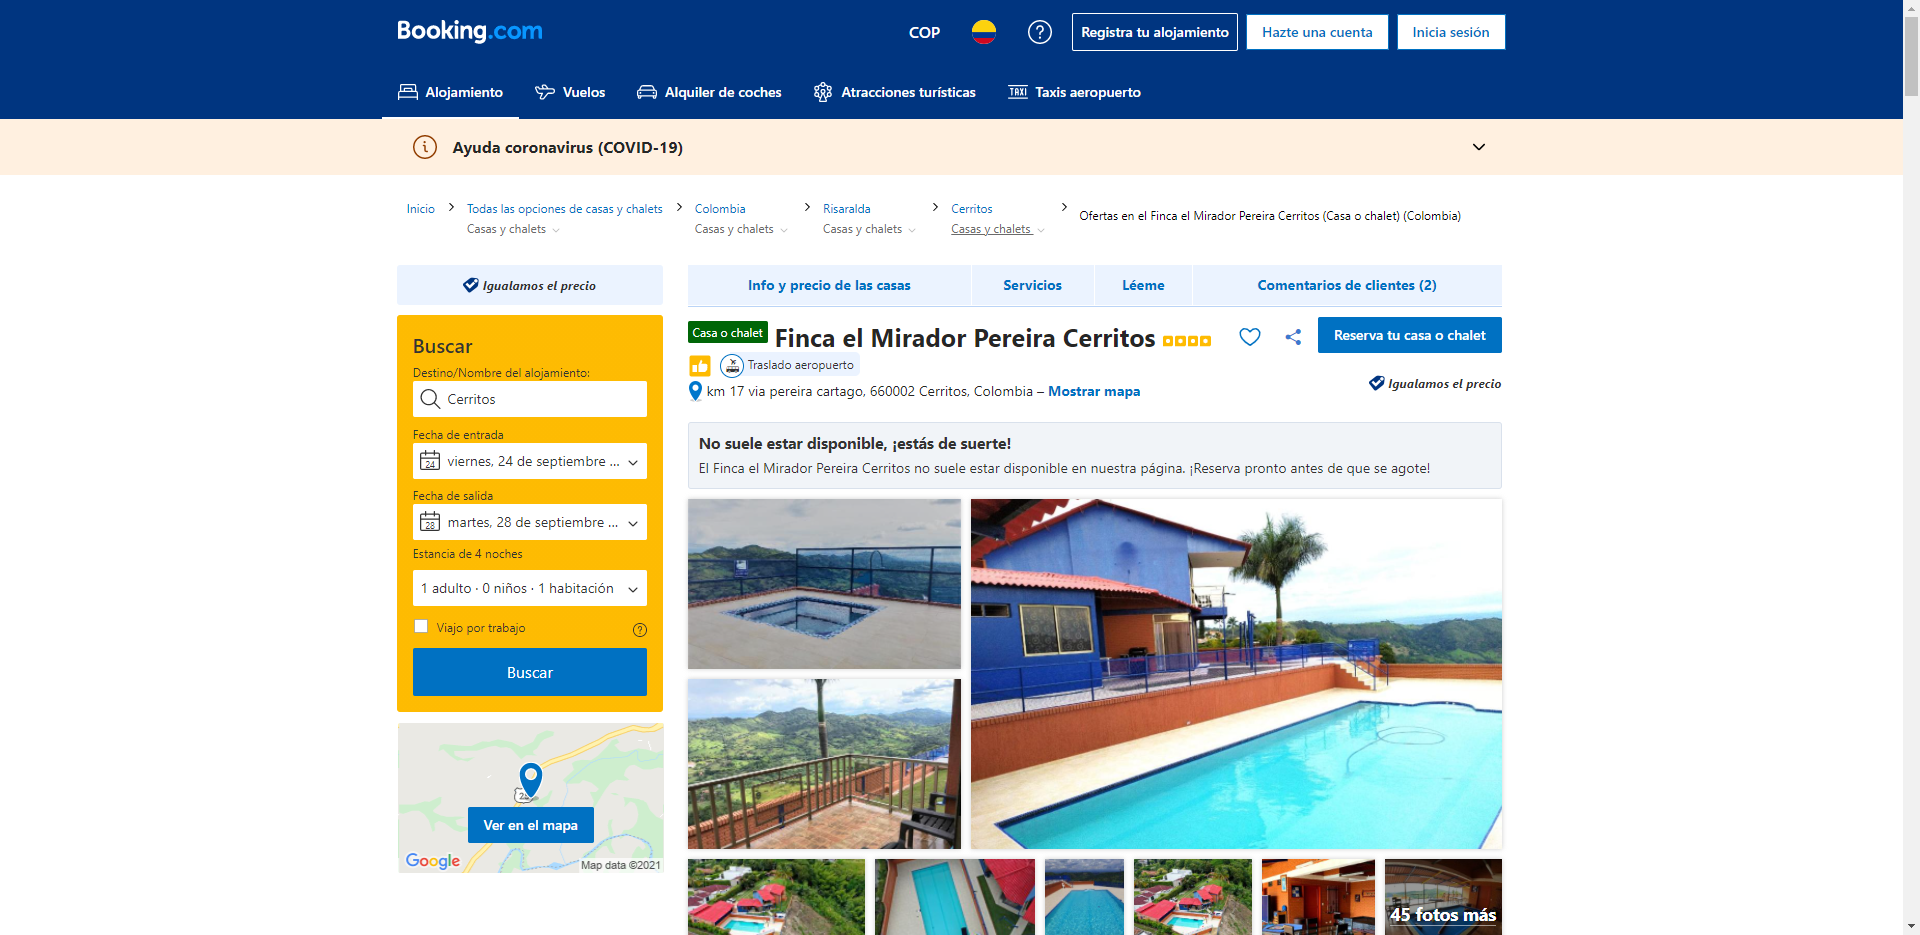 Booking.com
COP
Registra tu alojamiento
Hazte una cuenta
Inicia sesión
Alojamiento
Vuelos
Alquiler de coches
Atracciones turísticas
TAXI
Taxis aeropuerto
Ayuda coronavirus (COVID-19)
Inicio
Todas las opciones de casas y chalets
Casas y chalets
Colombia
Casas y chalets
Risaralda
Casas y chalets
Cerritos
Casas y chalets
Ofertas en el Finca el Mirador Pereira Cerritos (Casa o chalet) (Colombia)
Igualamos el precio
Buscar
Destino/Nombre del alojamiento:
Cerritos
Fecha de entrada
24
viernes, 24 de septiembre ...
Fecha de salida
28
martes, 28 de septiembre ...
Estancia de 4 noches
1 adulto · 0 niños · 1 habitación
Viajo por trabajo
Buscar
Ver en el mapa
Google
Map data ©2021
Info y precio de las casas
Servicios
Léeme
Comentarios de clientes (2)
Casa o chalet
Finca el Mirador Pereira Cerritos
Reserva tu casa o chalet
Traslado aeropuerto
km 17 via pereira cartago, 660002 Cerritos, Colombia – Mostrar mapa
Igualamos el precio
No suele estar disponible, ¡estás de suerte!
El Finca el Mirador Pereira Cerritos no suele estar disponible en nuestra página. ¡Reserva pronto antes de que se agote!
45 fotos más